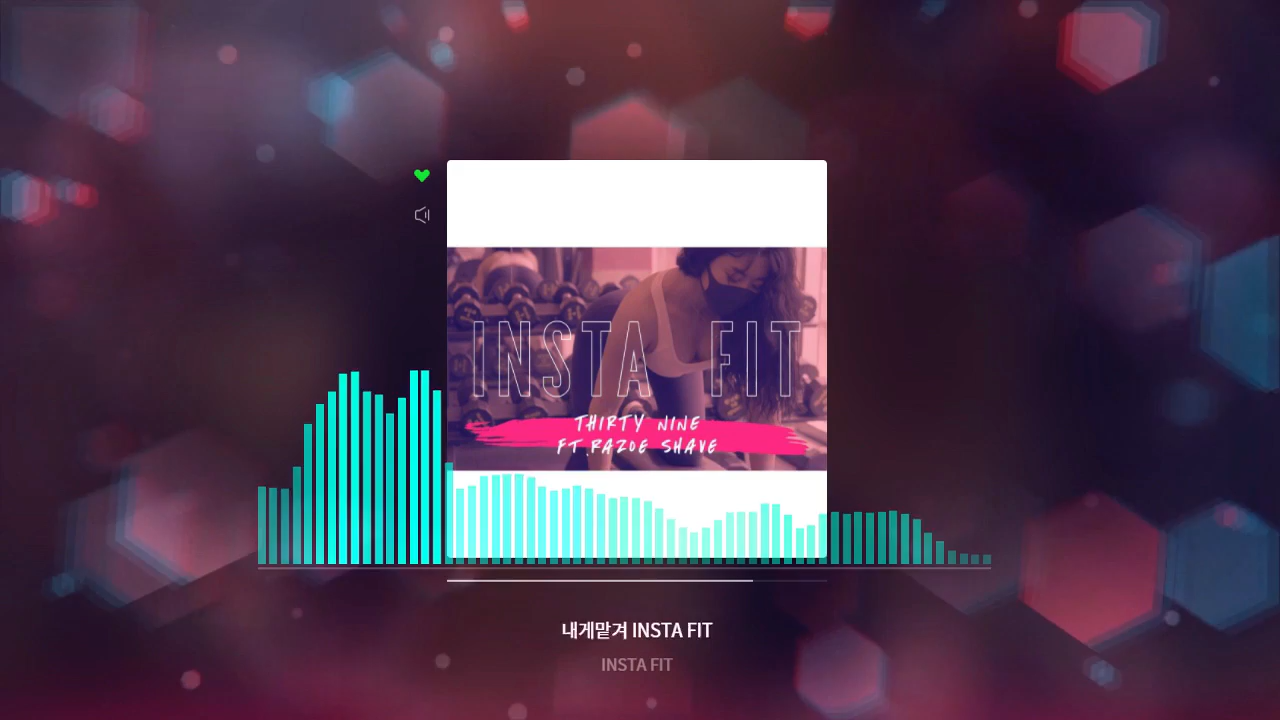 INSTA FIT
THIRTY NINE
FT.RAZOE SHAVE
내게맡겨 INSTA FIT
INSTA FIT